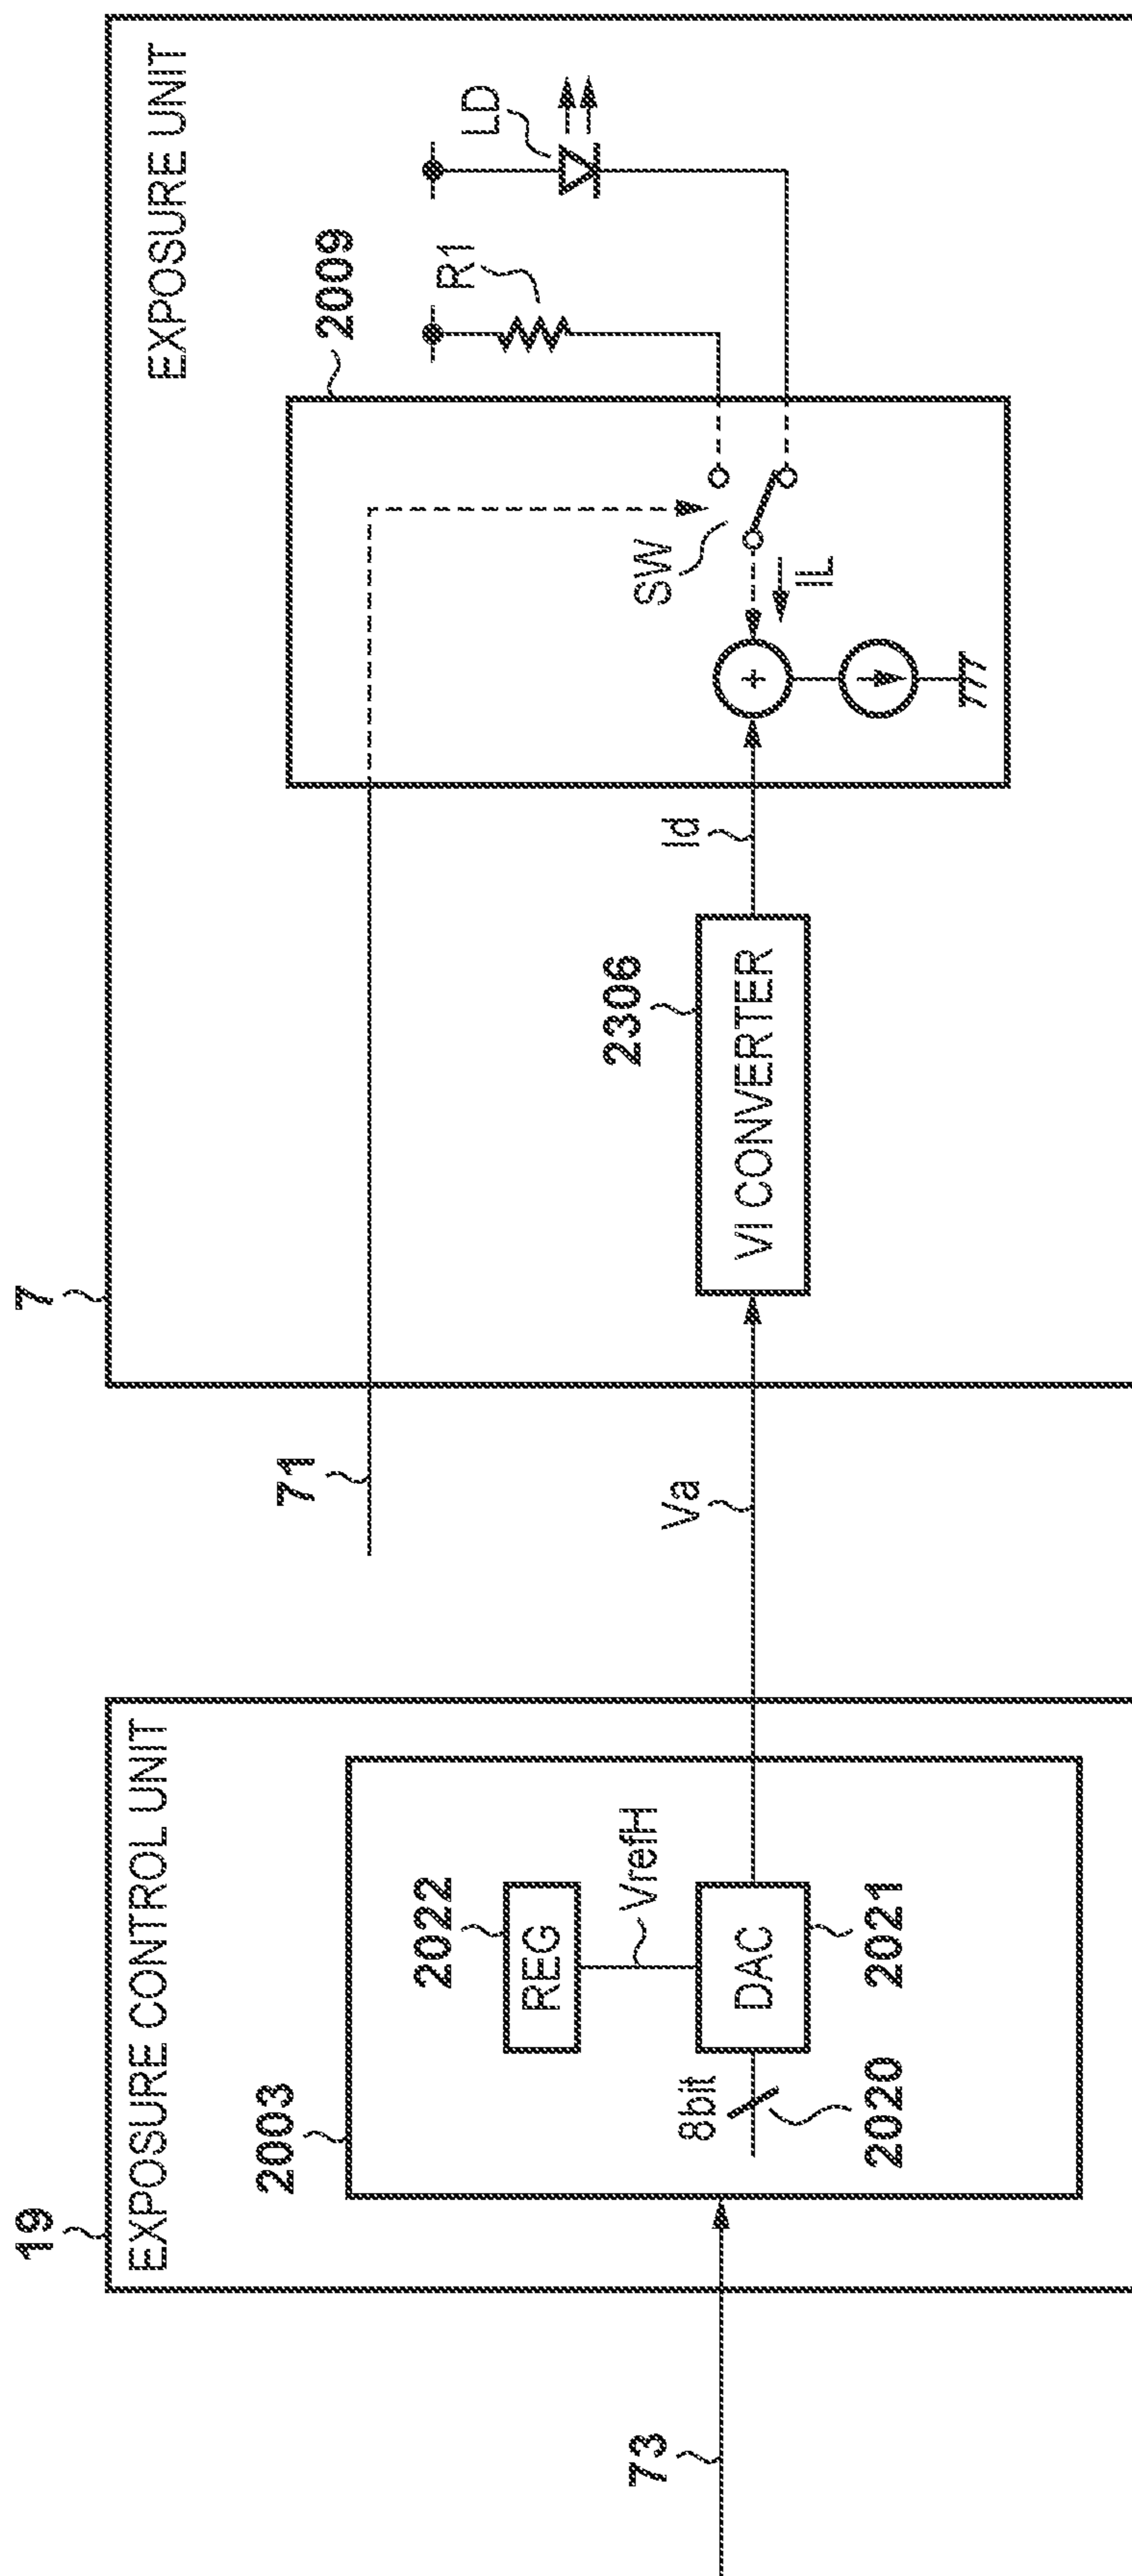 19
EXPOSURE CONTROL UNIT
2003
2022
REG
VrefH
8bit
DAC
2020
2021
73
71
Va
7
EXPOSURE UNIT
2009
2306
VI CONVERTER
Id
SW
IL
R1
LD